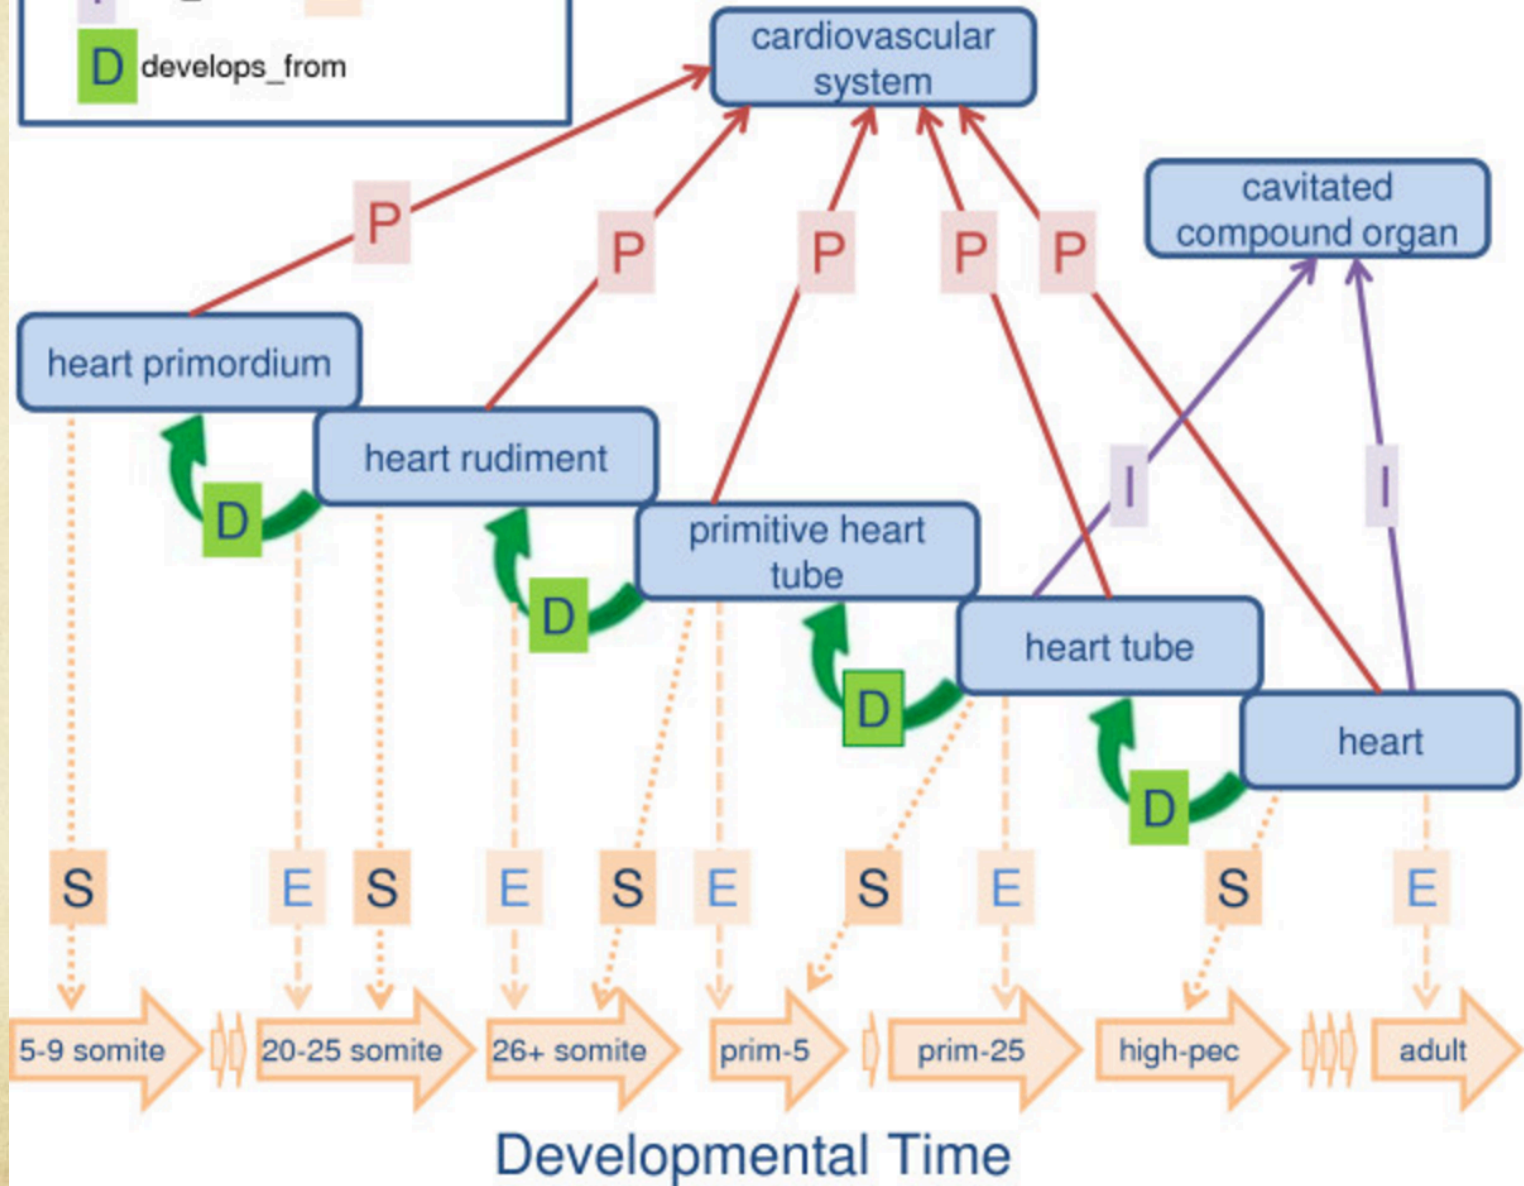 D develops_from
cardiovascular
system
cavitated
compound organ
P
P
P
P
P
heart primordium
heart rudiment
I
I
D
primitive heart
tube
D
heart tube
D
heart
D
S
E
S
E
S
E
S
E
S
E
5-9 somite
20-25 somite
26+ somite
prim-5
prim-25
high-pec
adult
Developmental Time